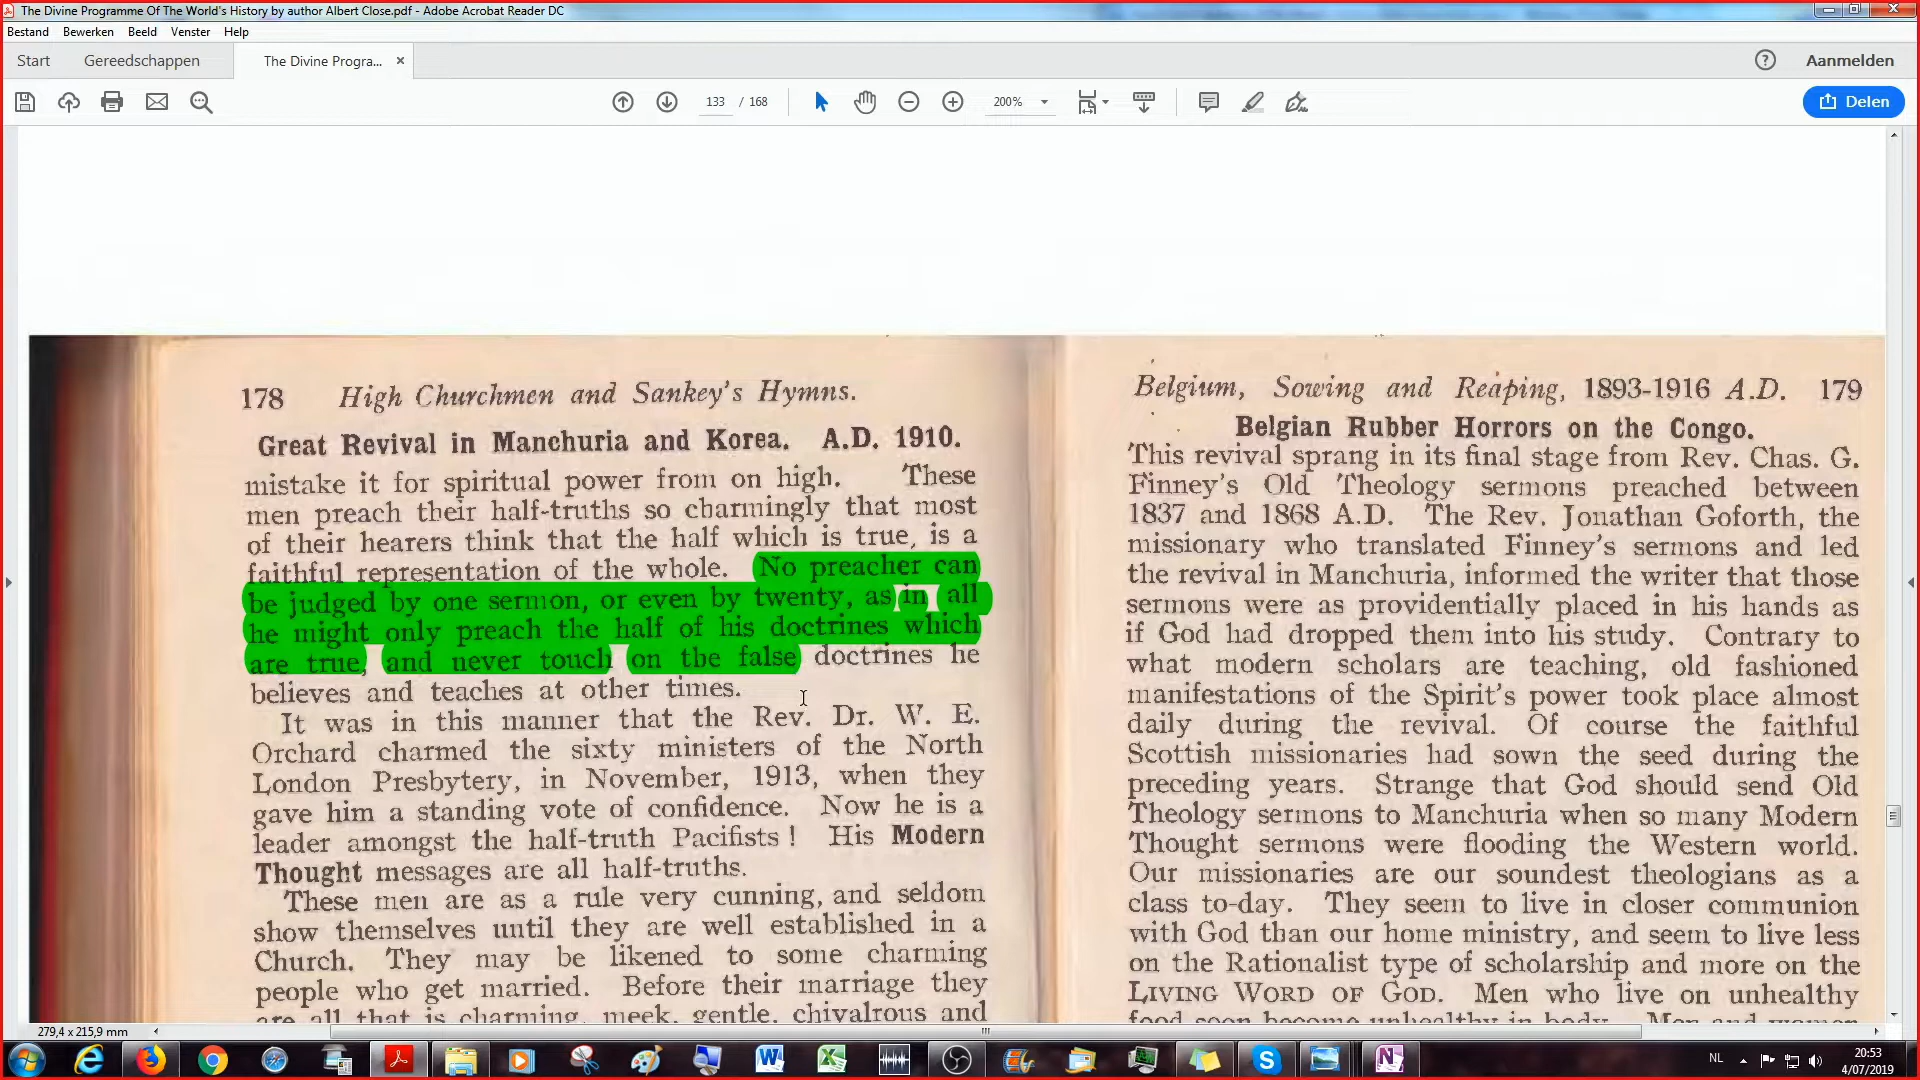 The Divine Programme Of The World's History by author Albert Close.pdf - Adobe Acrobat Reader DC
Bestand Bewerken Beeld Venster Help
Start Gereedschappen The Divine Progra... × Aanmelden
133 / 168 200% Delen
178 High Churchmen and Sankey's Hymns.
Great Revival in Manchuria and Korea. A.D. 1910.
mistake it for spiritual power from on high. These
men preach their half-truths so charmingly that most
of their hearers think that the half which is true, is a
faithful representation of the whole. No preacher can
be judged by one sermon, or even by twenty, as in all
he might only preach the half of his doctrines which
are true, and never touch on the false doctrines he
believes and teaches at other times.
It was in this manner that the Rev. Dr. W. E.
Orchard charmed the sixty ministers of the North
London Presbytery, in November, 1913, when they
gave him a standing vote of confidence. Now he is a
leader amongst the half-truth Pacifists ! His Modern
Thought messages are all half-truths.
These men are as a rule very cunning, and seldom
show themselves until they are well established in a
Church. They may be likened to some charming
people who get married. Before their marriage they
are all that is charming, meek, gentle, chivalrous and
Belgium, Sowing and Reaping, 1893-1916 A.D. 179
Belgian Rubber Horrors on the Congo.
This revival sprang in its final stage from Rev. Chas. G.
Finney's Old Theology sermons preached between
1837 and 1868 A.D. The Rev. Jonathan Goforth, the
missionary who translated Finney's sermons and led
the revival in Manchuria, informed the writer that those
sermons were as providentially placed in his hands as
if God had dropped them into his study. Contrary to
what modern scholars are teaching, old fashioned
manifestations of the Spirit's power took place almost
daily during the revival. Of course the faithful
Scottish missionaries had sown the seed during the
preceding years. Strange that God should send Old
Theology sermons to Manchuria when so many Modern
Thought sermons were flooding the Western world.
Our missionaries are our soundest theologians as a
class to-day. They seem to live in closer communion
with God than our home ministry, and seem to live less
on the Rationalist type of scholarship and more on the
LIVING WORD OF GOD. Men who live on unhealthy
food soon become unhealthy in body. Men and women
279,4 x 215,9 mm
NL 20:53
4/07/2019